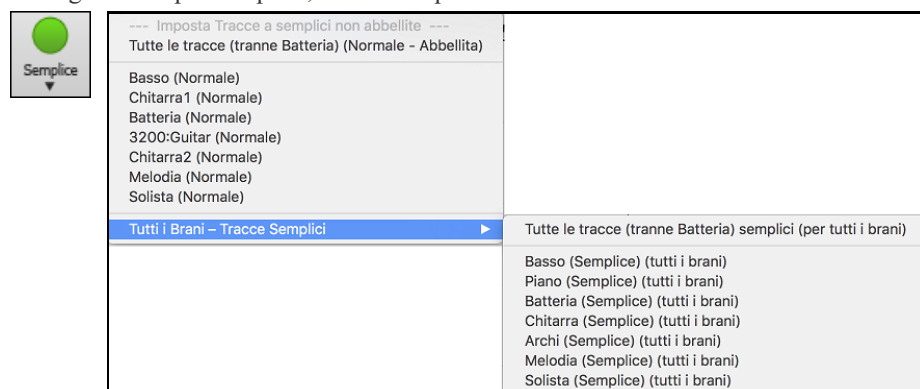 Semplice
--- Imposta Tracce a semplici non abbellite ---
Tutte le tracce (tranne Batteria) (Normale - Abbellita)
Basso (Normale)
Chitarra1 (Normale)
Batteria (Normale)
3200:Guitar (Normale)
Chitarra2 (Normale)
Melodia (Normale)
Solista (Normale)
Tutti i Brani – Tracce Semplici
Tutte le tracce (tranne Batteria) semplici (per tutti i brani)
Basso (Semplice) (tutti i brani)
Piano (Semplice) (tutti i brani)
Batteria (Semplice) (tutti i brani)
Chitarra (Semplice) (tutti i brani)
Archi (Semplice) (tutti i brani)
Melodia (Semplice) (tutti i brani)
Solista (Semplice) (tutti i brani)